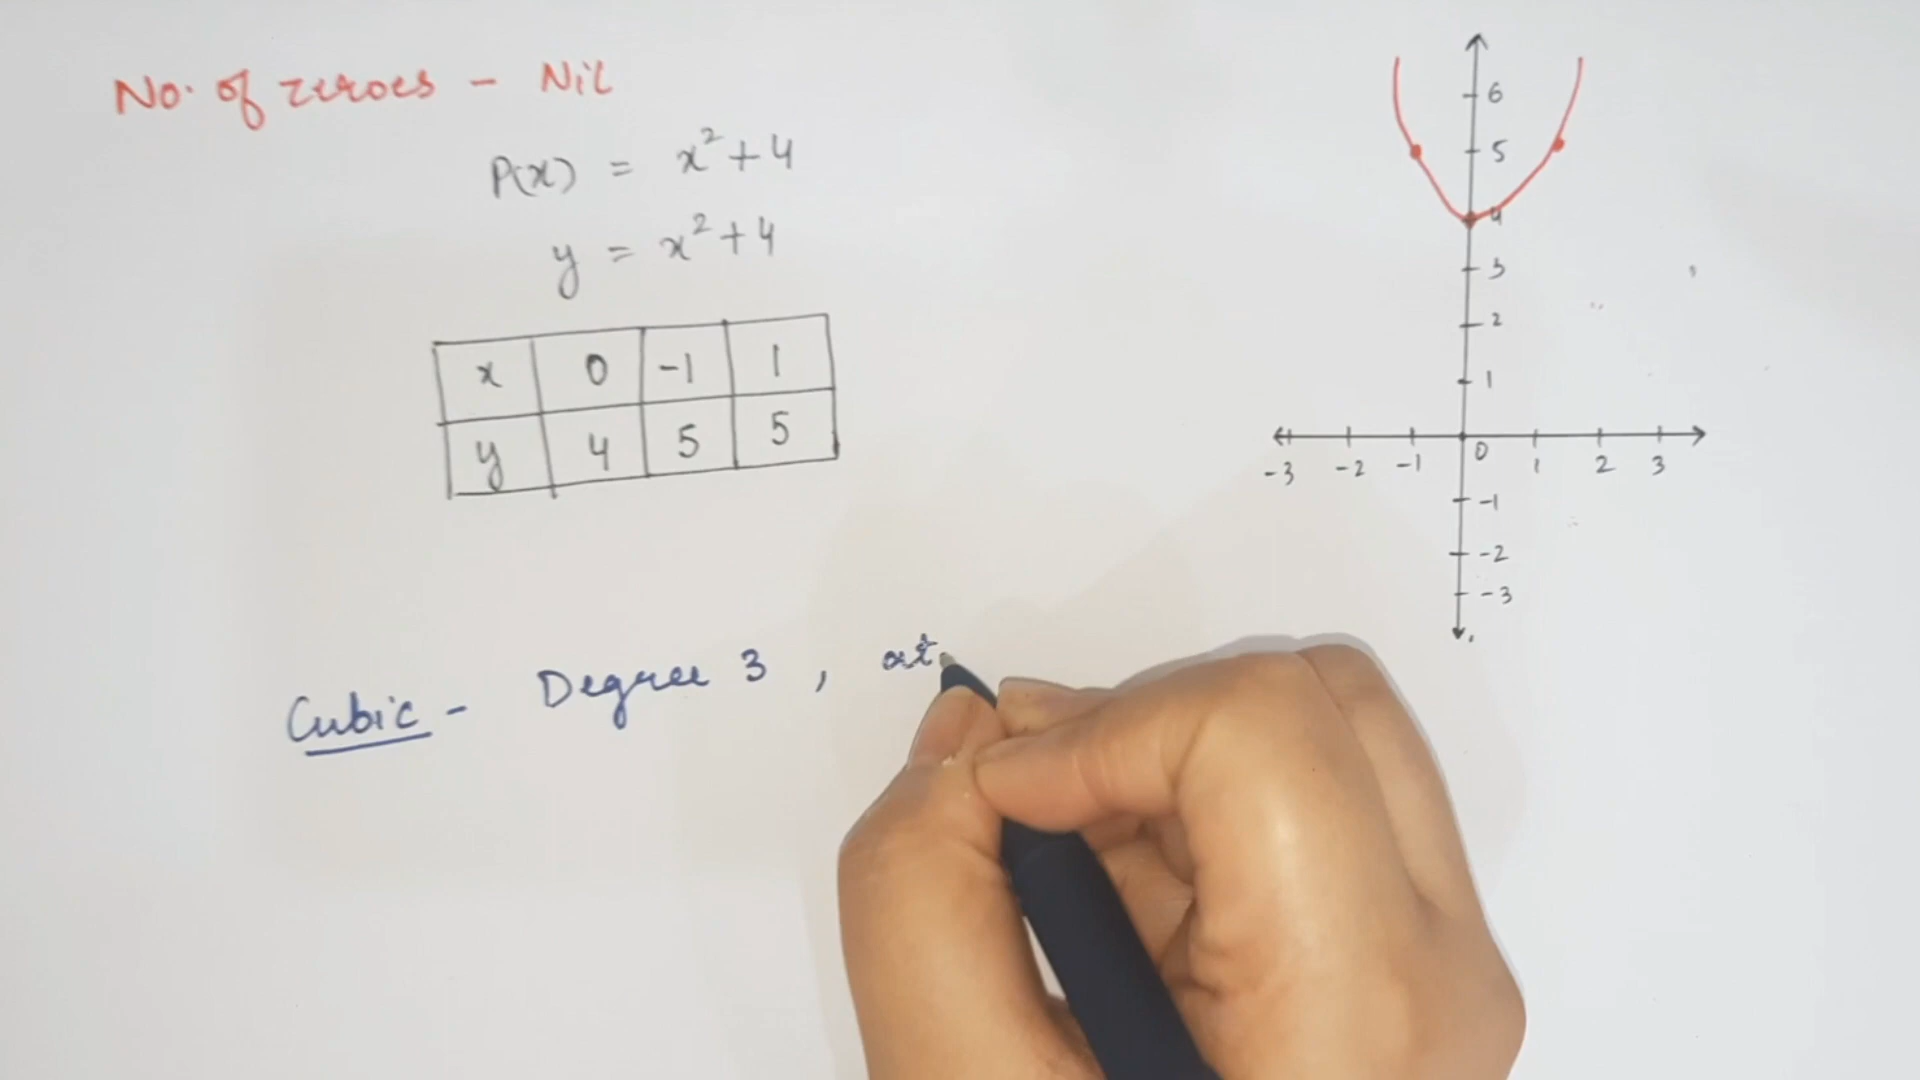 No. of zeroes - Nil
P(x) = x² + 4
y = x² + 4
x 0 -1 1
y 4 5 5
Cubic - Degree 3 , at
6
5
4
3
2
1
-3 -2 -1 0 1 2 3
-1
-2
-3